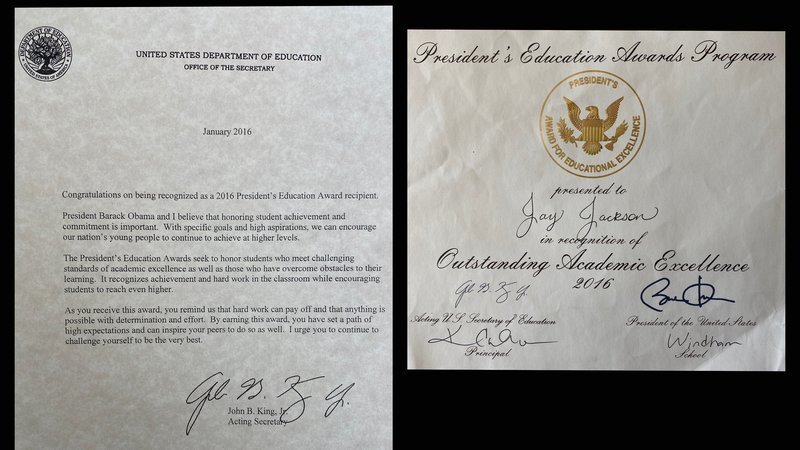 DEPARTMENT OF EDUCATION
UNITED STATES OF AMERICA
UNITED STATES DEPARTMENT OF EDUCATION
OFFICE OF THE SECRETARY
January 2016
Congratulations on being recognized as a 2016 President's Education Award recipient.
President Barack Obama and I believe that honoring student achievement and
commitment is important. With specific goals and high aspirations, we can encourage
our nation's young people to continue to achieve at higher levels.
The President's Education Awards seek to honor students who meet challenging
standards of academic excellence as well as those who have overcome obstacles to their
learning. It recognizes achievement and hard work in the classroom while encouraging
students to reach even higher.
As you receive this award, you remind us that hard work can pay off and that anything is
possible with determination and effort. By earning this award, you have set a path of
high expectations and can inspire your peers to do so as well. I urge you to continue to
challenge yourself to be the very best.
John B. King, Jr.
Acting Secretary
President's Education Awards Program
PRESIDENT'S
AWARD FOR EDUCATIONAL EXCELLENCE
presented to
Jay Jackson
in recognition of
Outstanding Academic Excellence
2016
Acting U.S. Secretary of Education
President of the United States
Principal
Windham
School